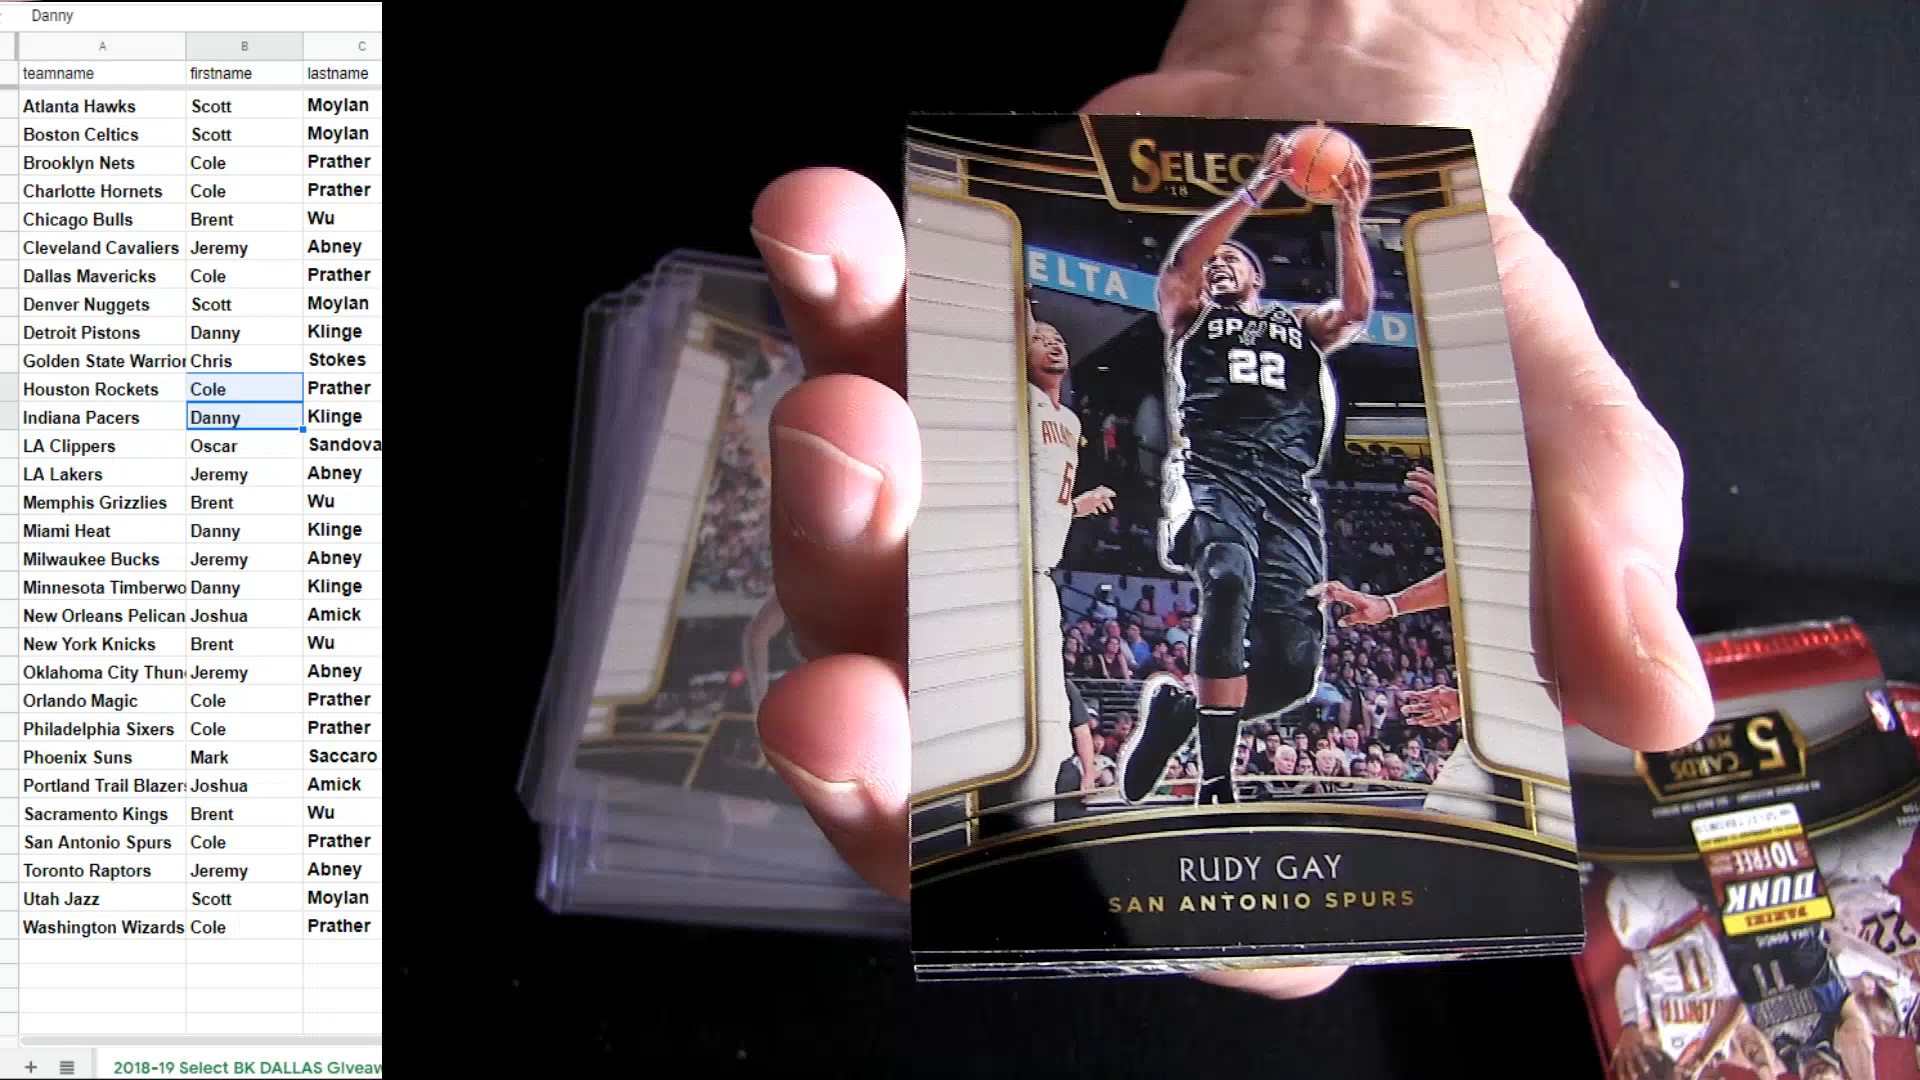 Danny
A B C
teamname firstname lastname
Atlanta Hawks Scott Moylan
Boston Celtics Scott Moylan
Brooklyn Nets Cole Prather
Charlotte Hornets Cole Prather
Chicago Bulls Brent Wu
Cleveland Cavaliers Jeremy Abney
Dallas Mavericks Cole Prather
Denver Nuggets Scott Moylan
Detroit Pistons Danny Klinge
Golden State Warrior Chris Stokes
Houston Rockets Cole Prather
Indiana Pacers Danny Klinge
LA Clippers Oscar Sandova
LA Lakers Jeremy Abney
Memphis Grizzlies Brent Wu
Miami Heat Danny Klinge
Milwaukee Bucks Jeremy Abney
Minnesota Timberwo Danny Klinge
New Orleans Pelican Joshua Amick
New York Knicks Brent Wu
Oklahoma City Thun Jeremy Abney
Orlando Magic Cole Prather
Philadelphia Sixers Cole Prather
Phoenix Suns Mark Saccaro
Portland Trail Blazer Joshua Amick
Sacramento Kings Brent Wu
San Antonio Spurs Cole Prather
Toronto Raptors Jeremy Abney
Utah Jazz Scott Moylan
Washington Wizards Cole Prather
2018-19 Select BK DALLAS GIveaw
SELEC
'18
ELTA
D
SPURS
22
ATLA
6
RUDY GAY
SAN ANTONIO SPURS
5
CARDS
10 FREE
DUNK
PANINI
11
11
22